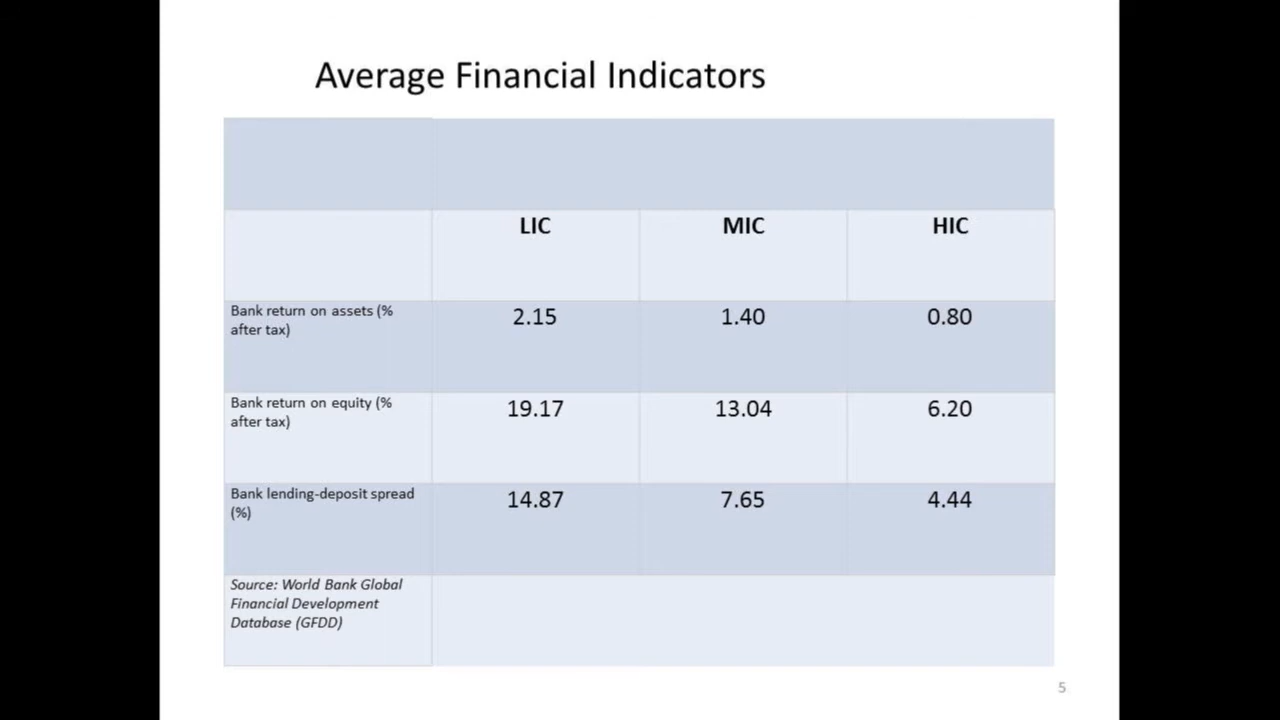 Average Financial Indicators
LIC MIC HIC
Bank return on assets (%
after tax)
2.15 1.40 0.80
Bank return on equity (%
after tax)
19.17 13.04 6.20
Bank lending-deposit spread
(%)
14.87 7.65 4.44
Source: World Bank Global
Financial Development
Database (GFDD)
5